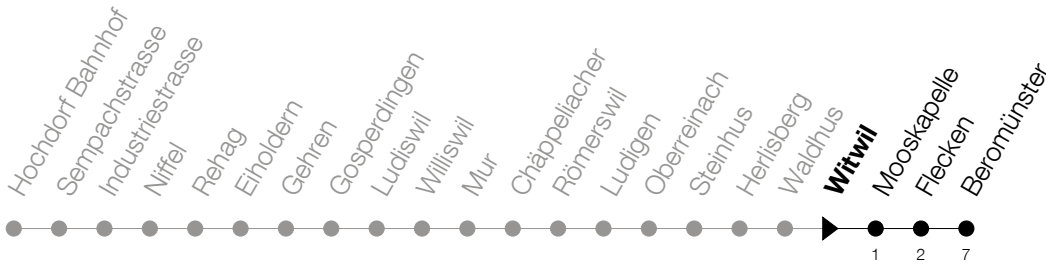 Hochdorf Bahnhof
Sempachstrasse
Industriestrasse
Niffel
Rehag
Eiholdern
Gehren
Gosperdingen
Ludiswil
Williswil
Mur
Chäppeliacher
Römerswil
Ludigen
Oberreinach
Steinhus
Herlisberg
Waldhus
Witwil
Mooskapelle
Flecken
Beromünster
1 2 7